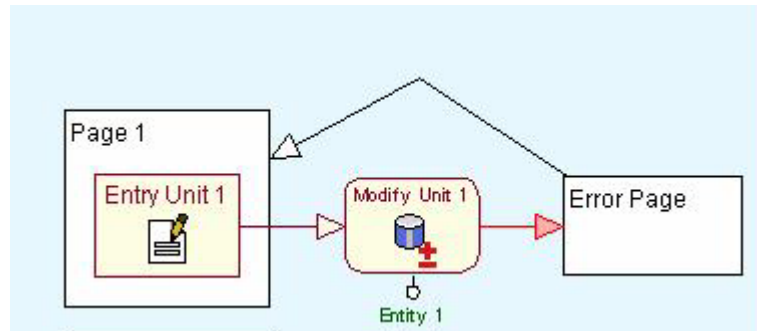 Page 1
Entry Unit 1
Modify Unit 1
Error Page
Entity 1